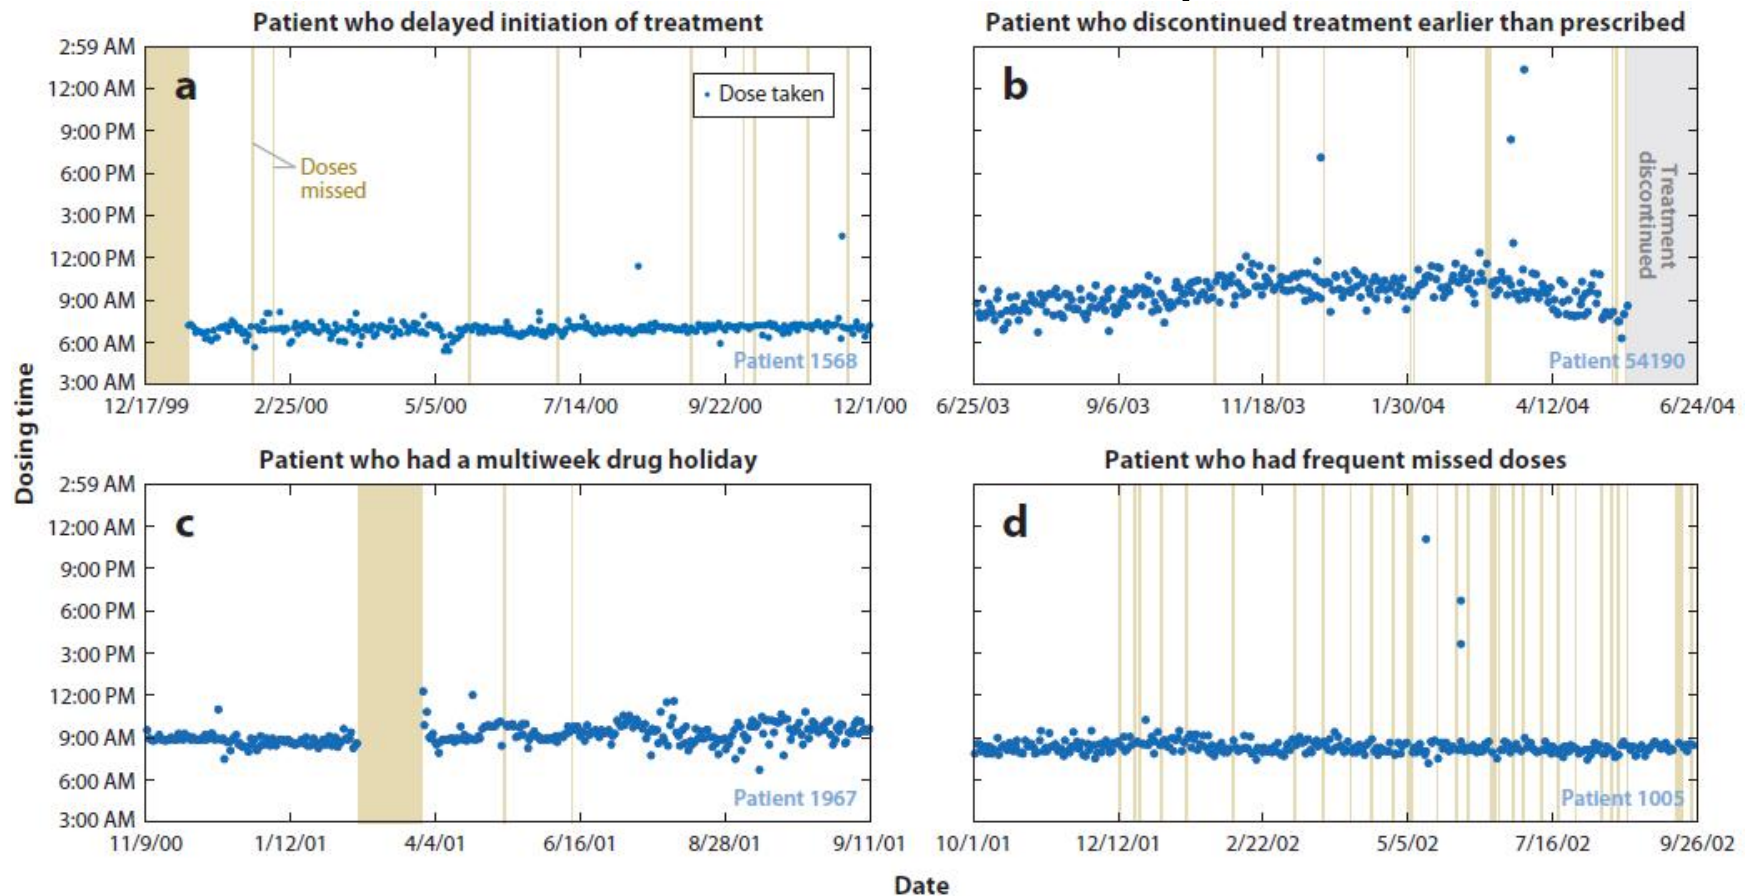 Patient who delayed initiation of treatment
2:59 AM
12:00 AM
9:00 PM
6:00 PM
3:00 PM
12:00 PM
9:00 AM
6:00 AM
3:00 AM
a
Dose taken
Doses
missed
Patient 1568
12/17/99
2/25/00
5/5/00
7/14/00
9/22/00
12/1/00
Patient who discontinued treatment earlier than prescribed
b
Treatment
discontinued
Patient 54190
6/25/03
9/6/03
11/18/03
1/30/04
4/12/04
6/24/04
Dosing time
Patient who had a multiweek drug holiday
2:59 AM
12:00 AM
9:00 PM
6:00 PM
3:00 PM
12:00 PM
9:00 AM
6:00 AM
3:00 AM
c
Patient 1967
11/9/00
1/12/01
4/4/01
6/16/01
8/28/01
9/11/01
Patient who had frequent missed doses
d
Patient 1005
10/1/01
12/12/01
2/22/02
5/5/02
7/16/02
9/26/02
Date